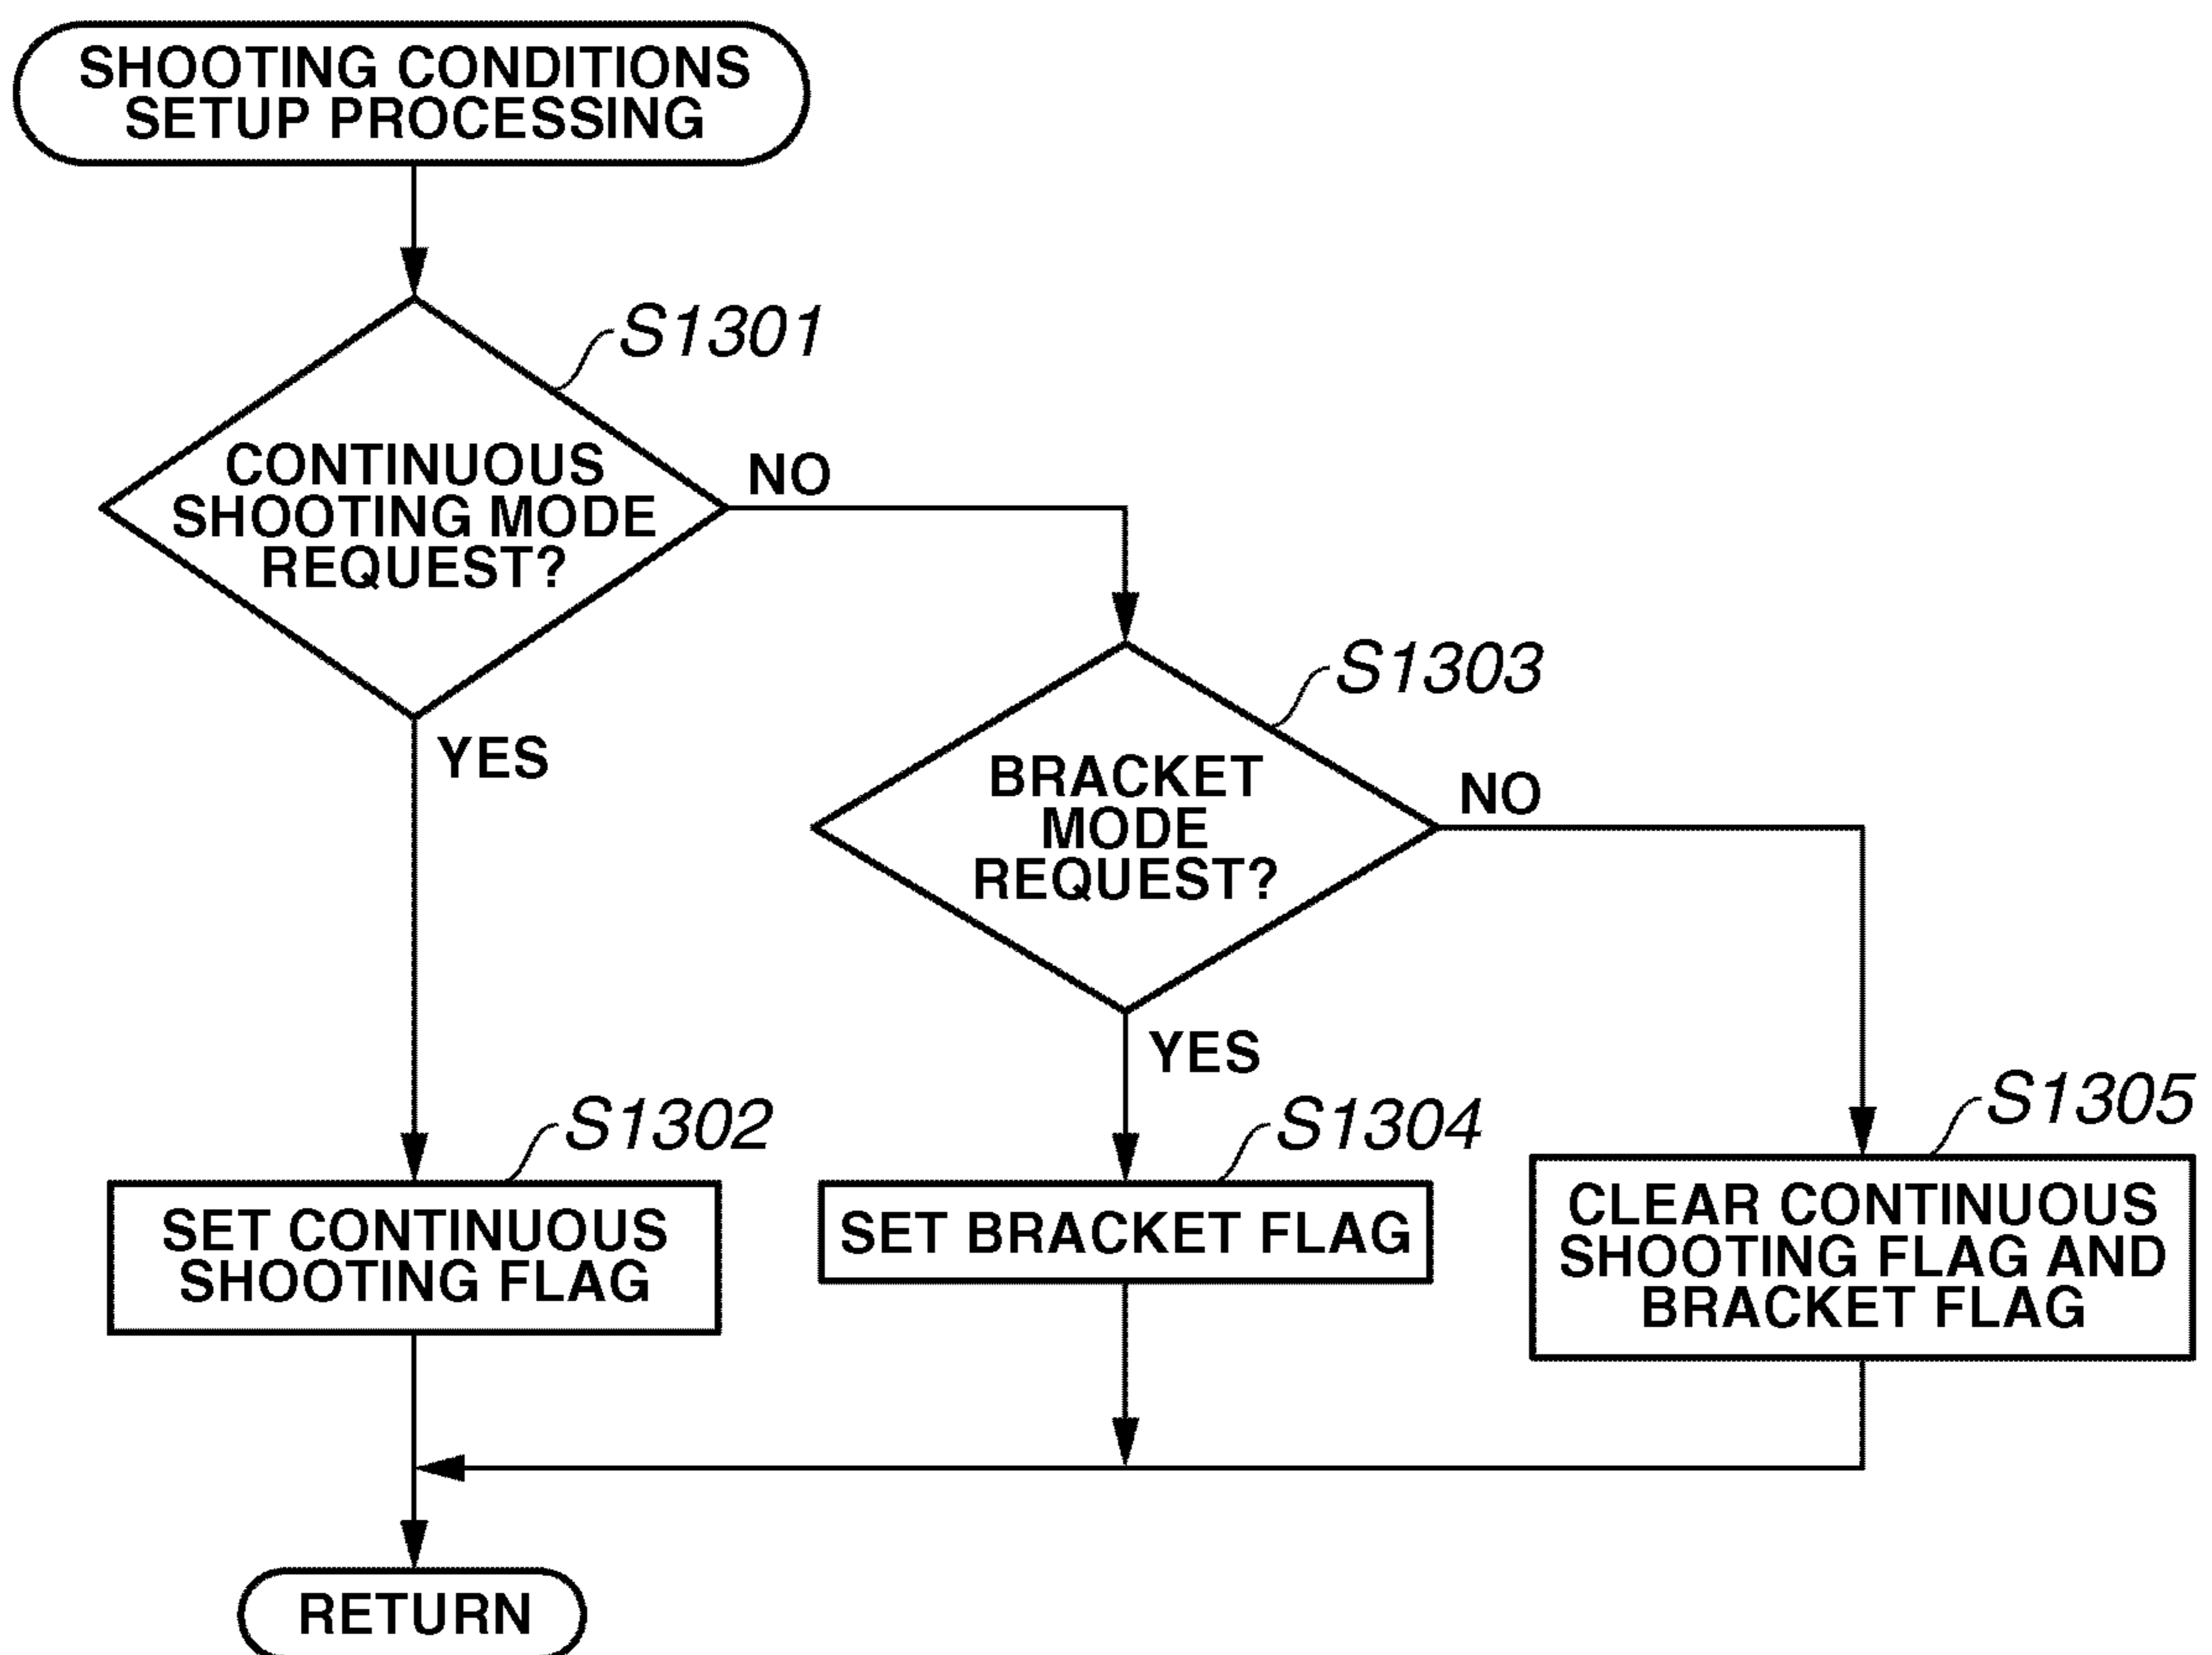 SHOOTING CONDITIONS
SETUP PROCESSING
S1301
CONTINUOUS
SHOOTING MODE
REQUEST?
NO
YES
S1303
BRACKET
MODE
REQUEST?
NO
YES
S1302
SET CONTINUOUS
SHOOTING FLAG
S1304
SET BRACKET FLAG
S1305
CLEAR CONTINUOUS
SHOOTING FLAG AND
BRACKET FLAG
RETURN